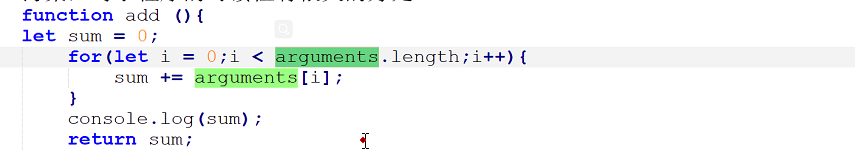 function add (){
let sum = 0;
    for(let i = 0;i < arguments.length;i++){
        sum += arguments[i];
    }
    console.log(sum);
    return sum;